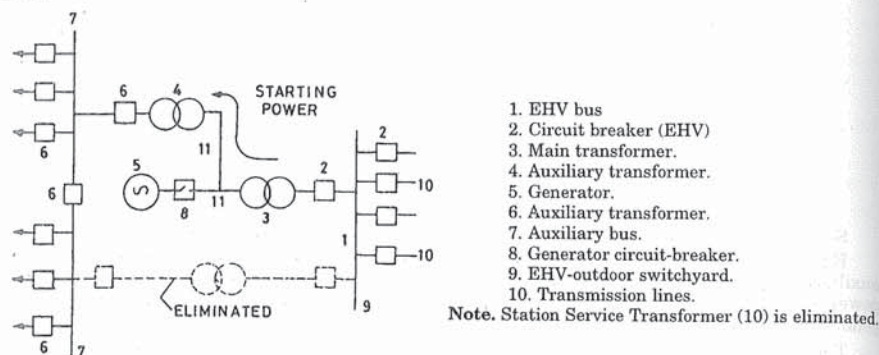 7
6
4
STARTING
POWER
6
11
5
2
6
8
11
3
2
10
1
10
ELIMINATED
9
6
7
1. EHV bus
2. Circuit breaker (EHV)
3. Main transformer.
4. Auxiliary transformer.
5. Generator.
6. Auxiliary transformer.
7. Auxiliary bus.
8. Generator circuit-breaker.
9. EHV-outdoor switchyard.
10. Transmission lines.
Note. Station Service Transformer (10) is eliminated.